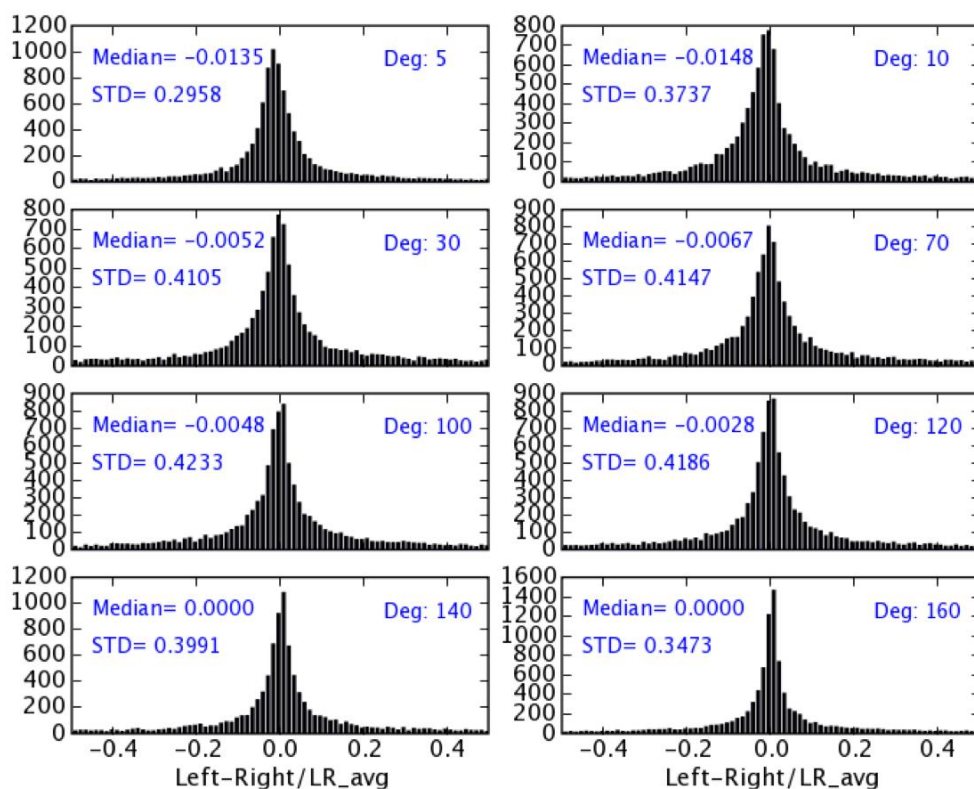 1200
1000
800
600
400
200
0
Median= −0.0135
STD= 0.2958
Deg: 5
800
700
600
500
400
300
200
100
0
Median= −0.0148
STD= 0.3737
Deg: 10
800
700
600
500
400
300
200
100
0
Median= −0.0052
STD= 0.4105
Deg: 30
900
800
700
600
500
400
300
200
100
0
Median= −0.0067
STD= 0.4147
Deg: 70
900
800
700
600
500
400
300
200
100
0
Median= −0.0048
STD= 0.4233
Deg: 100
900
800
700
600
500
400
300
200
100
0
Median= −0.0028
STD= 0.4186
Deg: 120
1200
1000
800
600
400
200
0
Median= 0.0000
STD= 0.3991
Deg: 140
−0.4 −0.2 0.0 0.2 0.4
Left−Right/LR_avg
1600
1400
1200
1000
800
600
400
200
0
Median= 0.0000
STD= 0.3473
Deg: 160
−0.4 −0.2 0.0 0.2 0.4
Left−Right/LR_avg